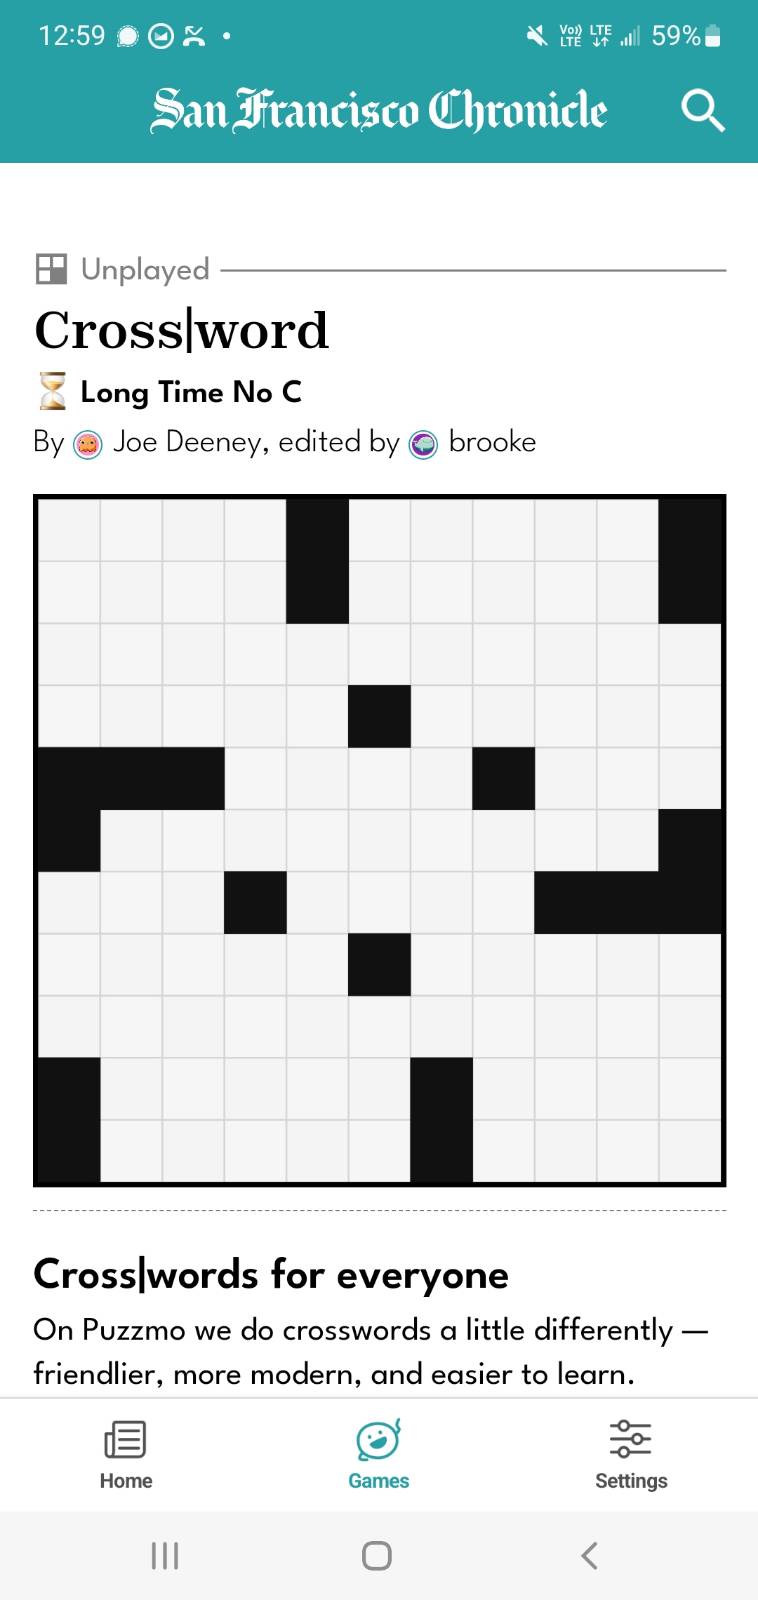 12:59 Vo)) LTE LTE 59%
San Francisco Chronicle
Unplayed
Cross|word
Long Time No C
By Joe Deeney, edited by brooke
Cross|words for everyone
On Puzzmo we do crosswords a little differently —
friendlier, more modern, and easier to learn.
Home Games Settings